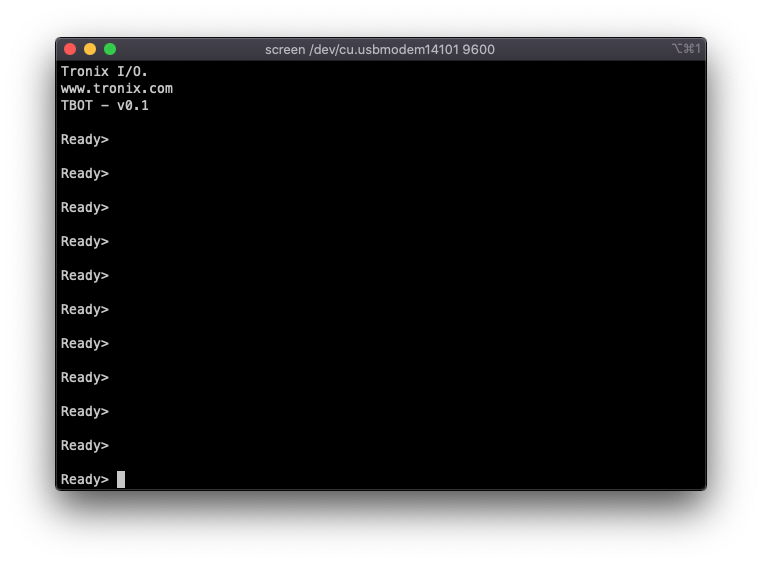 screen /dev/cu.usbmodem14101 9600
⌥⌘1
Tronix I/O.
www.tronix.com
TBOT - v0.1
Ready>
Ready>
Ready>
Ready>
Ready>
Ready>
Ready>
Ready>
Ready>
Ready>
Ready>